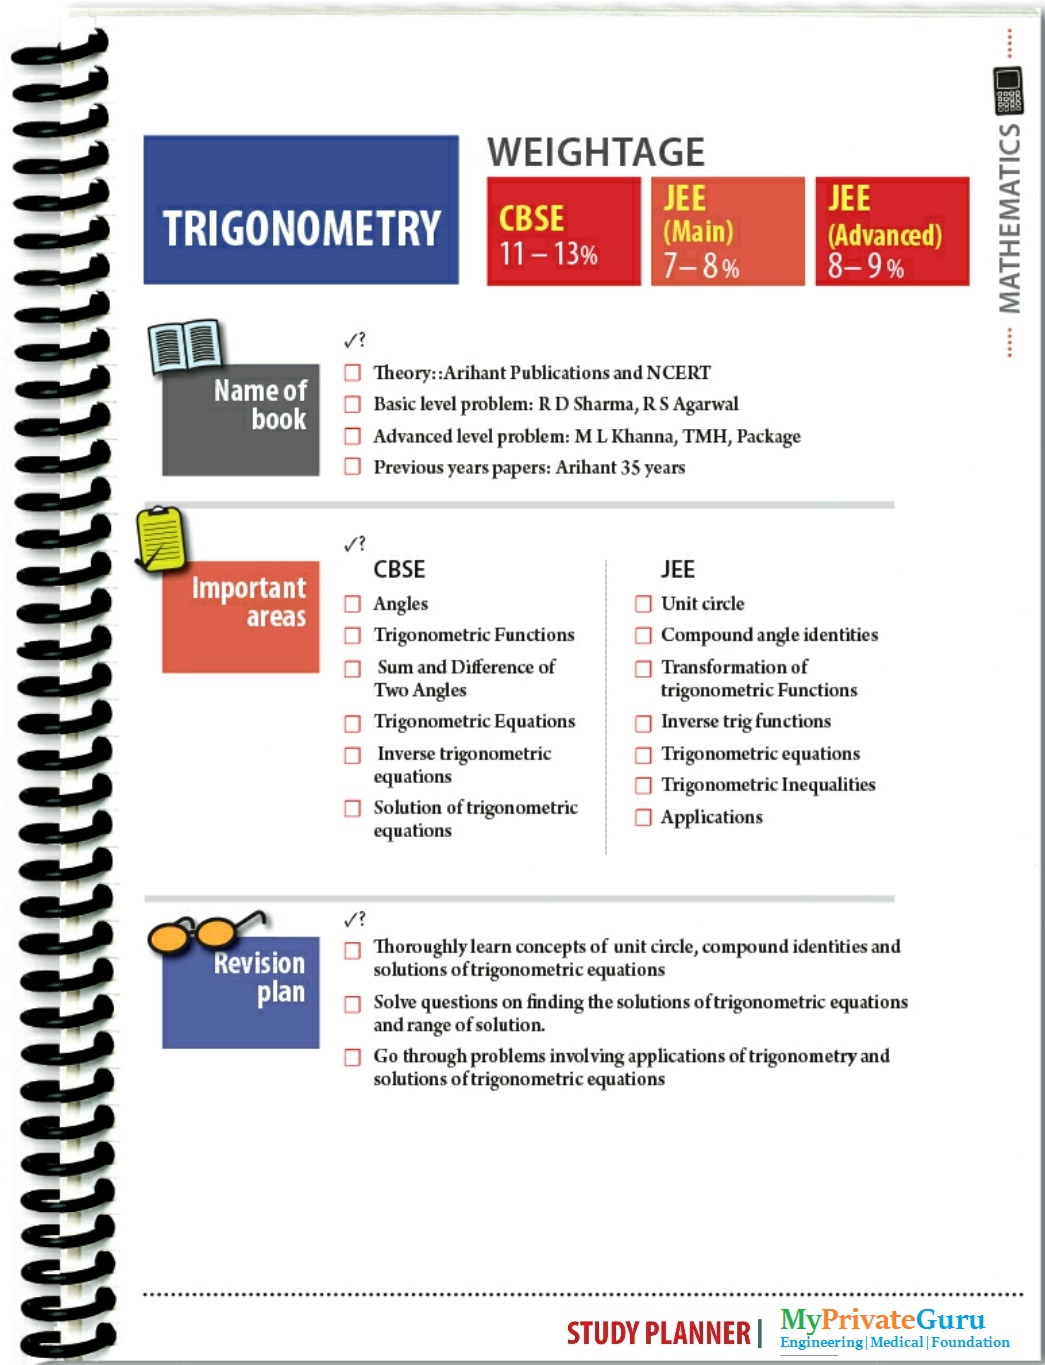 MATHEMATICS
TRIGONOMETRY
WEIGHTAGE
CBSE
11 – 13%
JEE
(Main)
7– 8%
JEE
(Advanced)
8– 9%
Name of
book
✓?
Theory::Arihant Publications and NCERT
Basic level problem: R D Sharma, R S Agarwal
Advanced level problem: M L Khanna, TMH, Package
Previous years papers: Arihant 35 years
Important
areas
✓?
CBSE
Angles
Trigonometric Functions
Sum and Difference of
Two Angles
Trigonometric Equations
Inverse trigonometric
equations
Solution of trigonometric
equations
JEE
Unit circle
Compound angle identities
Transformation of
trigonometric Functions
Inverse trig functions
Trigonometric equations
Trigonometric Inequalities
Applications
Revision
plan
✓?
Thoroughly learn concepts of unit circle, compound identities and
solutions of trigonometric equations
Solve questions on finding the solutions of trigonometric equations
and range of solution.
Go through problems involving applications of trigonometry and
solutions of trigonometric equations
STUDY PLANNER |
MyPrivateGuru
Engineering|Medical|Foundation